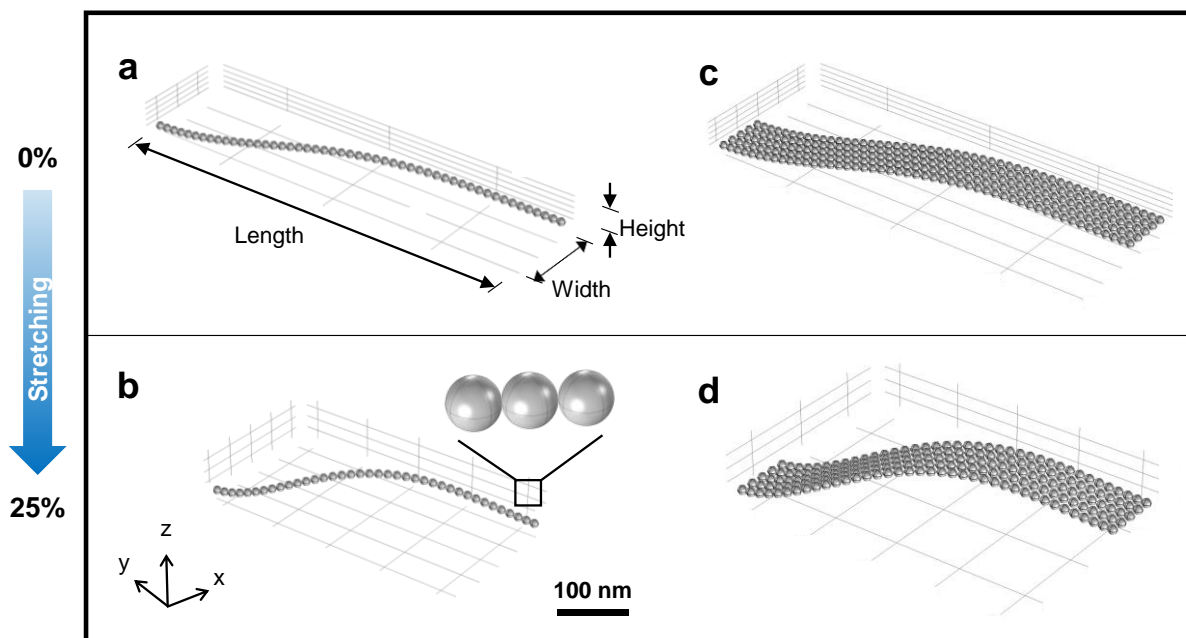 a
c
0%
Length
Height
Width
Stretching
b
d
25%
z
y
x
100 nm